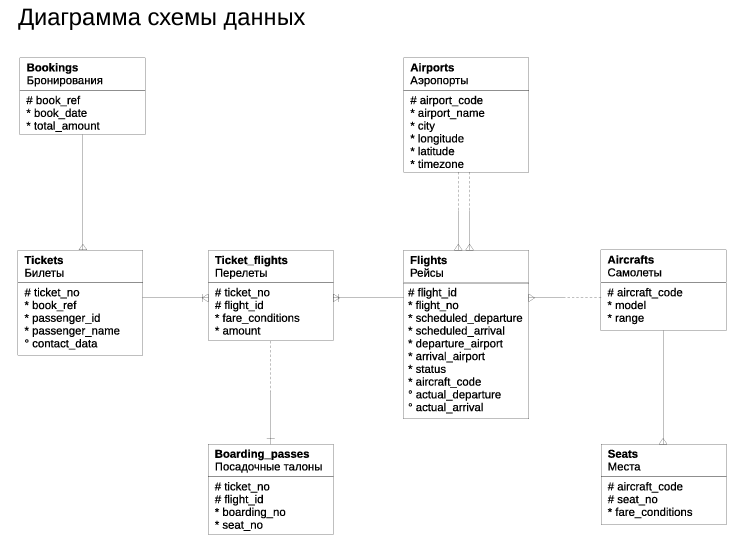 Диаграмма схемы данных
Bookings
Бронирования
# book_ref
* book_date
* total_amount
Airports
Аэропорты
# airport_code
* airport_name
* city
* longitude
* latitude
* timezone
Tickets
Билеты
# ticket_no
* book_ref
* passenger_id
* passenger_name
° contact_data
Ticket_flights
Перелеты
# ticket_no
# flight_id
* fare_conditions
* amount
Flights
Рейсы
# flight_id
* flight_no
* scheduled_departure
* scheduled_arrival
* departure_airport
* arrival_airport
* status
* aircraft_code
° actual_departure
° actual_arrival
Aircrafts
Самолеты
# aircraft_code
* model
* range
Boarding_passes
Посадочные талоны
# ticket_no
# flight_id
* boarding_no
* seat_no
Seats
Места
# aircraft_code
# seat_no
* fare_conditions